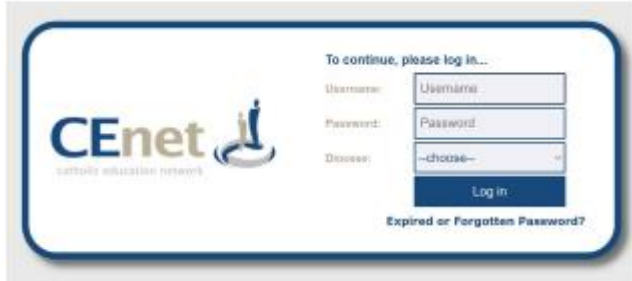 To continue, please log in...
Username: Username
Password: Password
CEnet
catholic education network
Diocese: --choose--
Log in
Expired or Forgotten Password?